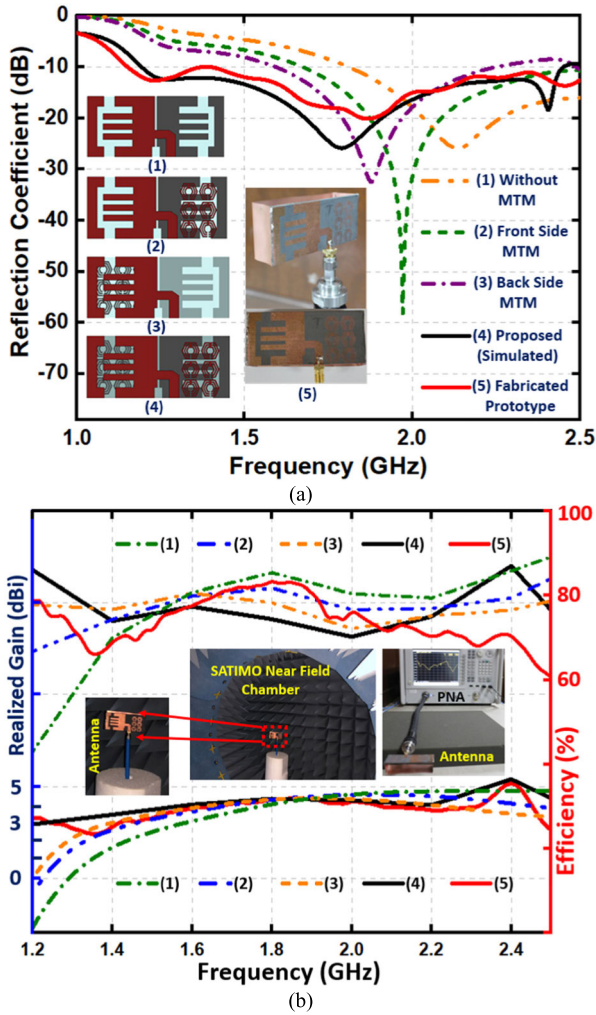 0
-10
-20
-30
-40
-50
-60
-70
Reflection Coefficient (dB)
(1)
(2)
(3)
(4)
(5)
(1) Without
MTM
(2) Front Side
MTM
(3) Back Side
MTM
(4) Proposed
(Simulated)
(5) Fabricated
Prototype
1.0 1.5 2.0 2.5
Frequency (GHz)
(a)
Realized Gain (dBi)
5
3
0
100
80
60
Efficiency (%)
(1) (2) (3) (4) (5)
SATIMO Near Field
Chamber
Antenna
PNA
Antenna
(1) (2) (3) (4) (5)
1.2 1.4 1.6 1.8 2.0 2.2 2.4
Frequency (GHz)
(b)